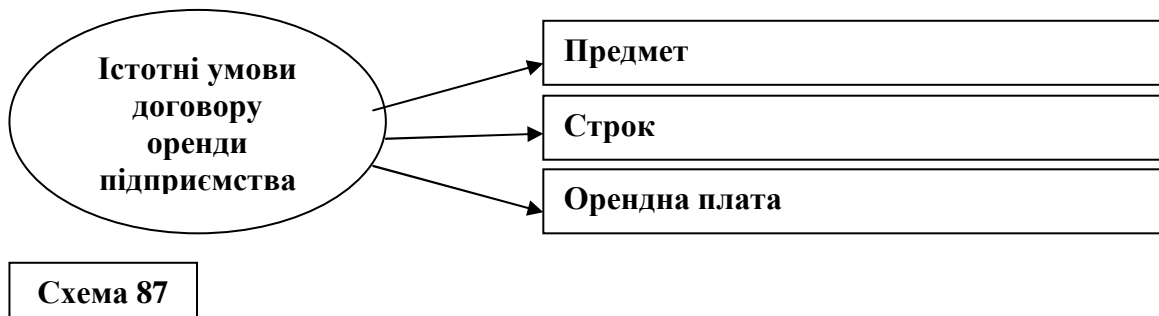 Істотні умови
договору
оренди
підприємства
Предмет
Строк
Орендна плата
Схема 87